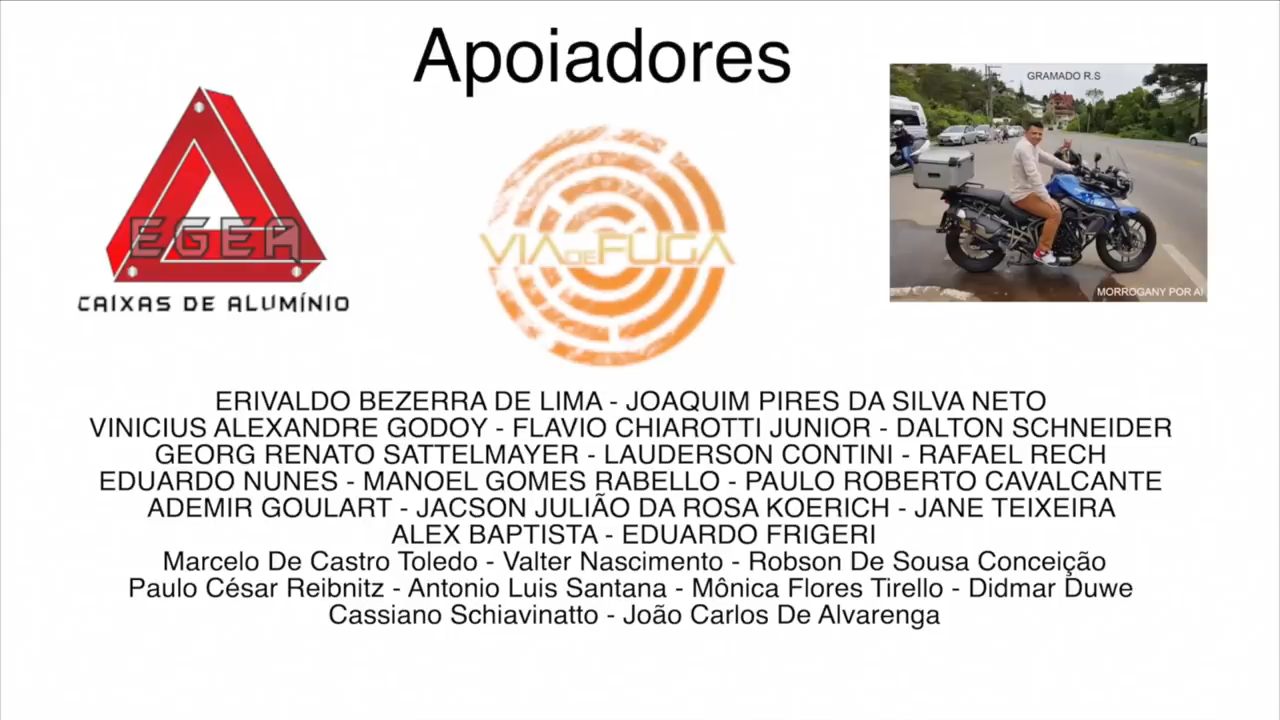 Apoiadores
EGEA
CAIXAS DE ALUMÍNIO
VIA DE FUGA
GRAMADO R.S
MORROGANY POR AI
ERIVALDO BEZERRA DE LIMA - JOAQUIM PIRES DA SILVA NETO
VINICIUS ALEXANDRE GODOY - FLAVIO CHIAROTTI JUNIOR - DALTON SCHNEIDER
GEORG RENATO SATTELMAYER - LAUDERSON CONTINI - RAFAEL RECH
EDUARDO NUNES - MANOEL GOMES RABELLO - PAULO ROBERTO CAVALCANTE
ADEMIR GOULART - JACSON JULIÃO DA ROSA KOERICH - JANE TEIXEIRA
ALEX BAPTISTA - EDUARDO FRIGERI
Marcelo De Castro Toledo - Valter Nascimento - Robson De Sousa Conceição
Paulo César Reibnitz - Antonio Luis Santana - Mônica Flores Tirello - Didmar Duwe
Cassiano Schiavinatto - João Carlos De Alvarenga